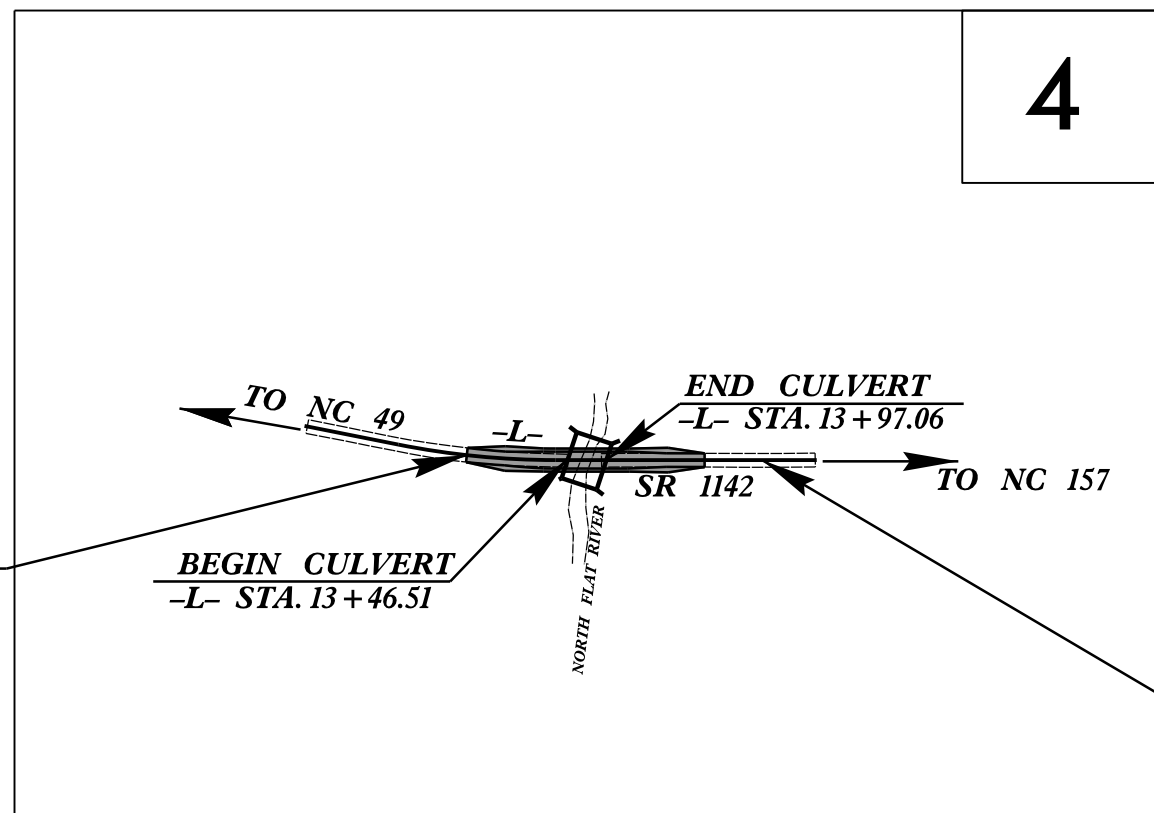 4
TO NC 49
–L–
END CULVERT
–L– STA. 13+97.06
SR 1142
TO NC 157
BEGIN CULVERT
–L– STA. 13+46.51
NORTH FLAT RIVER